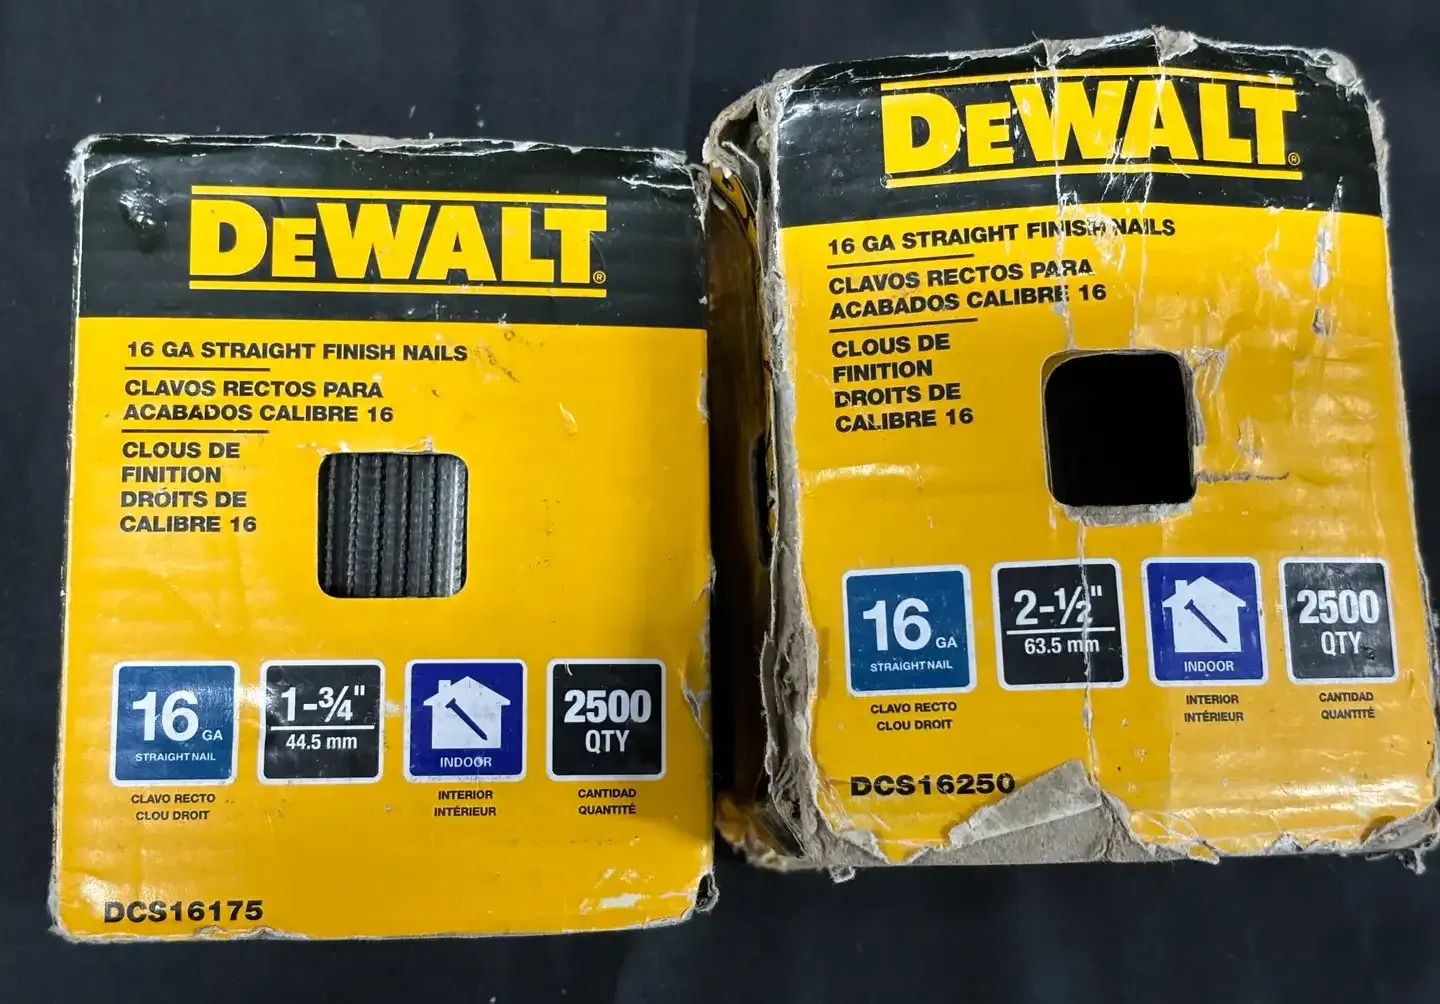 DEWALT®
16 GA STRAIGHT FINISH NAILS
CLAVOS RECTOS PARA
ACABADOS CALIBRE 16
CLOUS DE
FINITION
DROITS DE
CALIBRE 16
16 GA
STRAIGHT NAIL
CLAVO RECTO
CLOU DROIT
1-¾"
44.5 mm
INDOOR
INTERIOR
INTÉRIEUR
2500
QTY
CANTIDAD
QUANTITÉ
DCS16175
DEWALT®
16 GA STRAIGHT FINISH NAILS
CLAVOS RECTOS PARA
ACABADOS CALIBRE 16
CLOUS DE
FINITION
DROITS DE
CALIBRE 16
16 GA
STRAIGHT NAIL
CLAVO RECTO
CLOU DROIT
2-½"
63.5 mm
INDOOR
INTERIOR
INTÉRIEUR
2500
QTY
CANTIDAD
QUANTITÉ
DCS16250